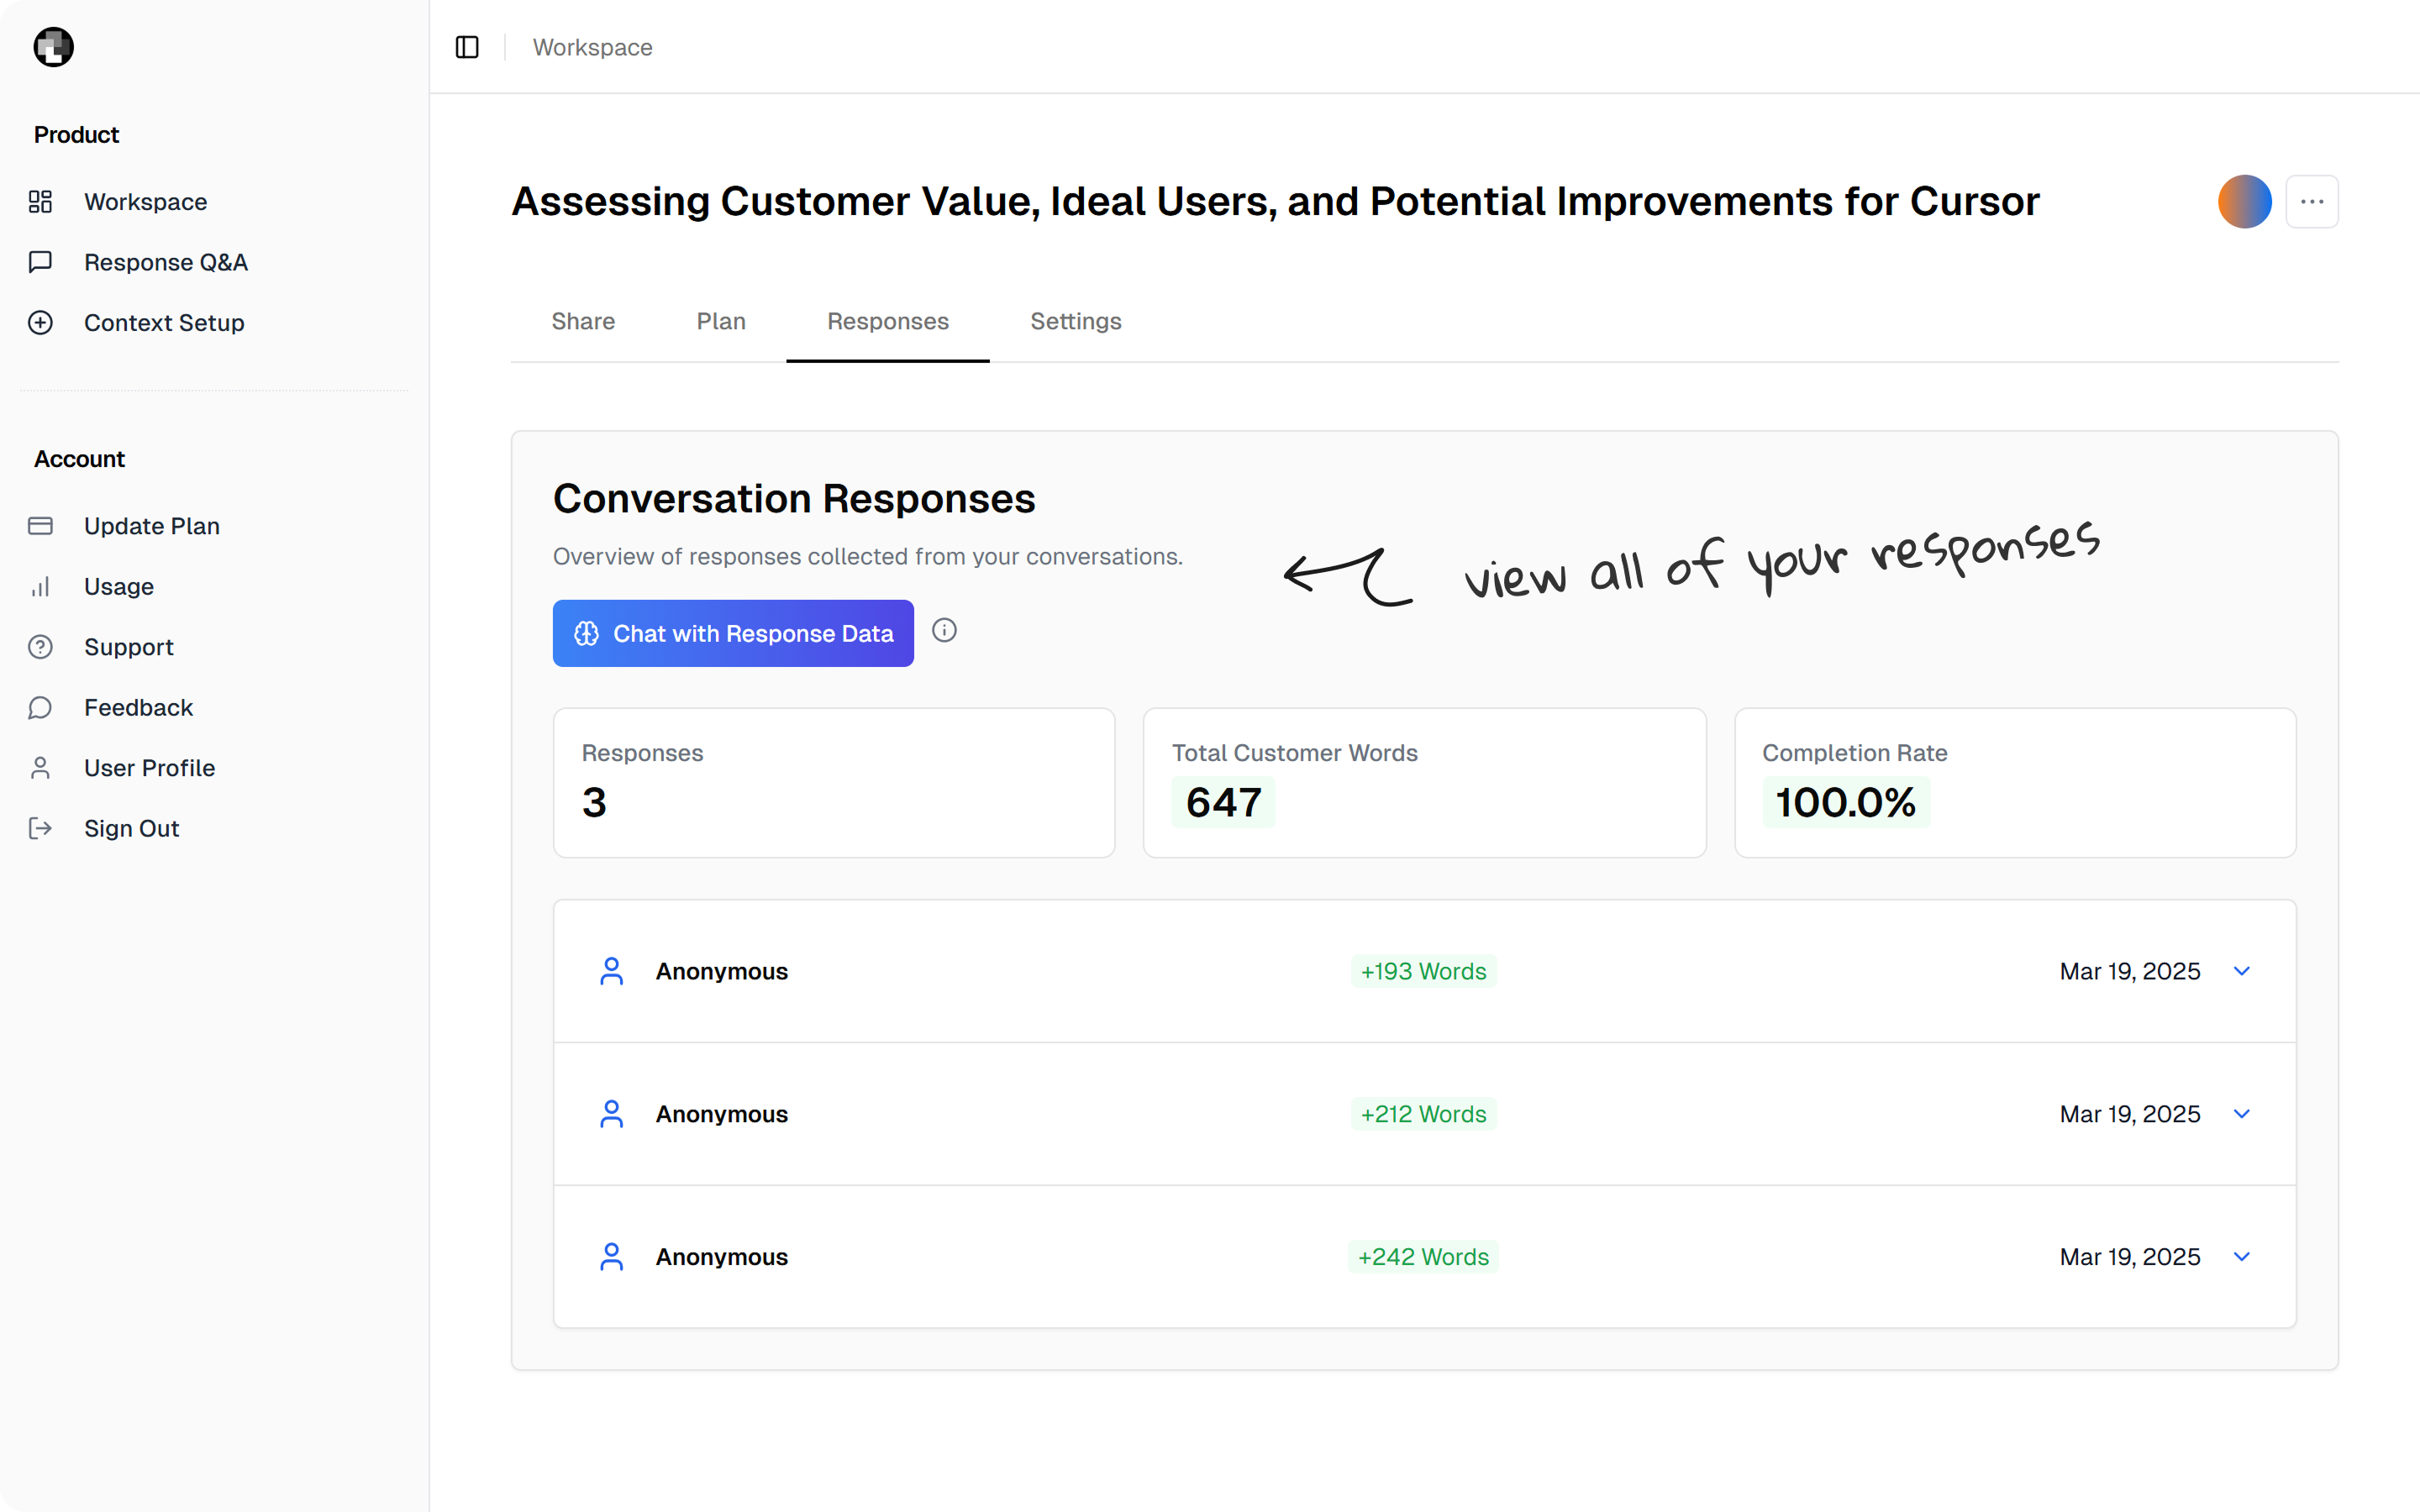 Workspace
Product
Workspace
Response Q&A
Context Setup
Account
Update Plan
Usage
Support
Feedback
User Profile
Sign Out
Assessing Customer Value, Ideal Users, and Potential Improvements for Cursor
Share Plan Responses Settings
Conversation Responses
Overview of responses collected from your conversations.
view all of your responses
Chat with Response Data
Responses
3
Total Customer Words
647
Completion Rate
100.0%
Anonymous +193 Words Mar 19, 2025
Anonymous +212 Words Mar 19, 2025
Anonymous +242 Words Mar 19, 2025